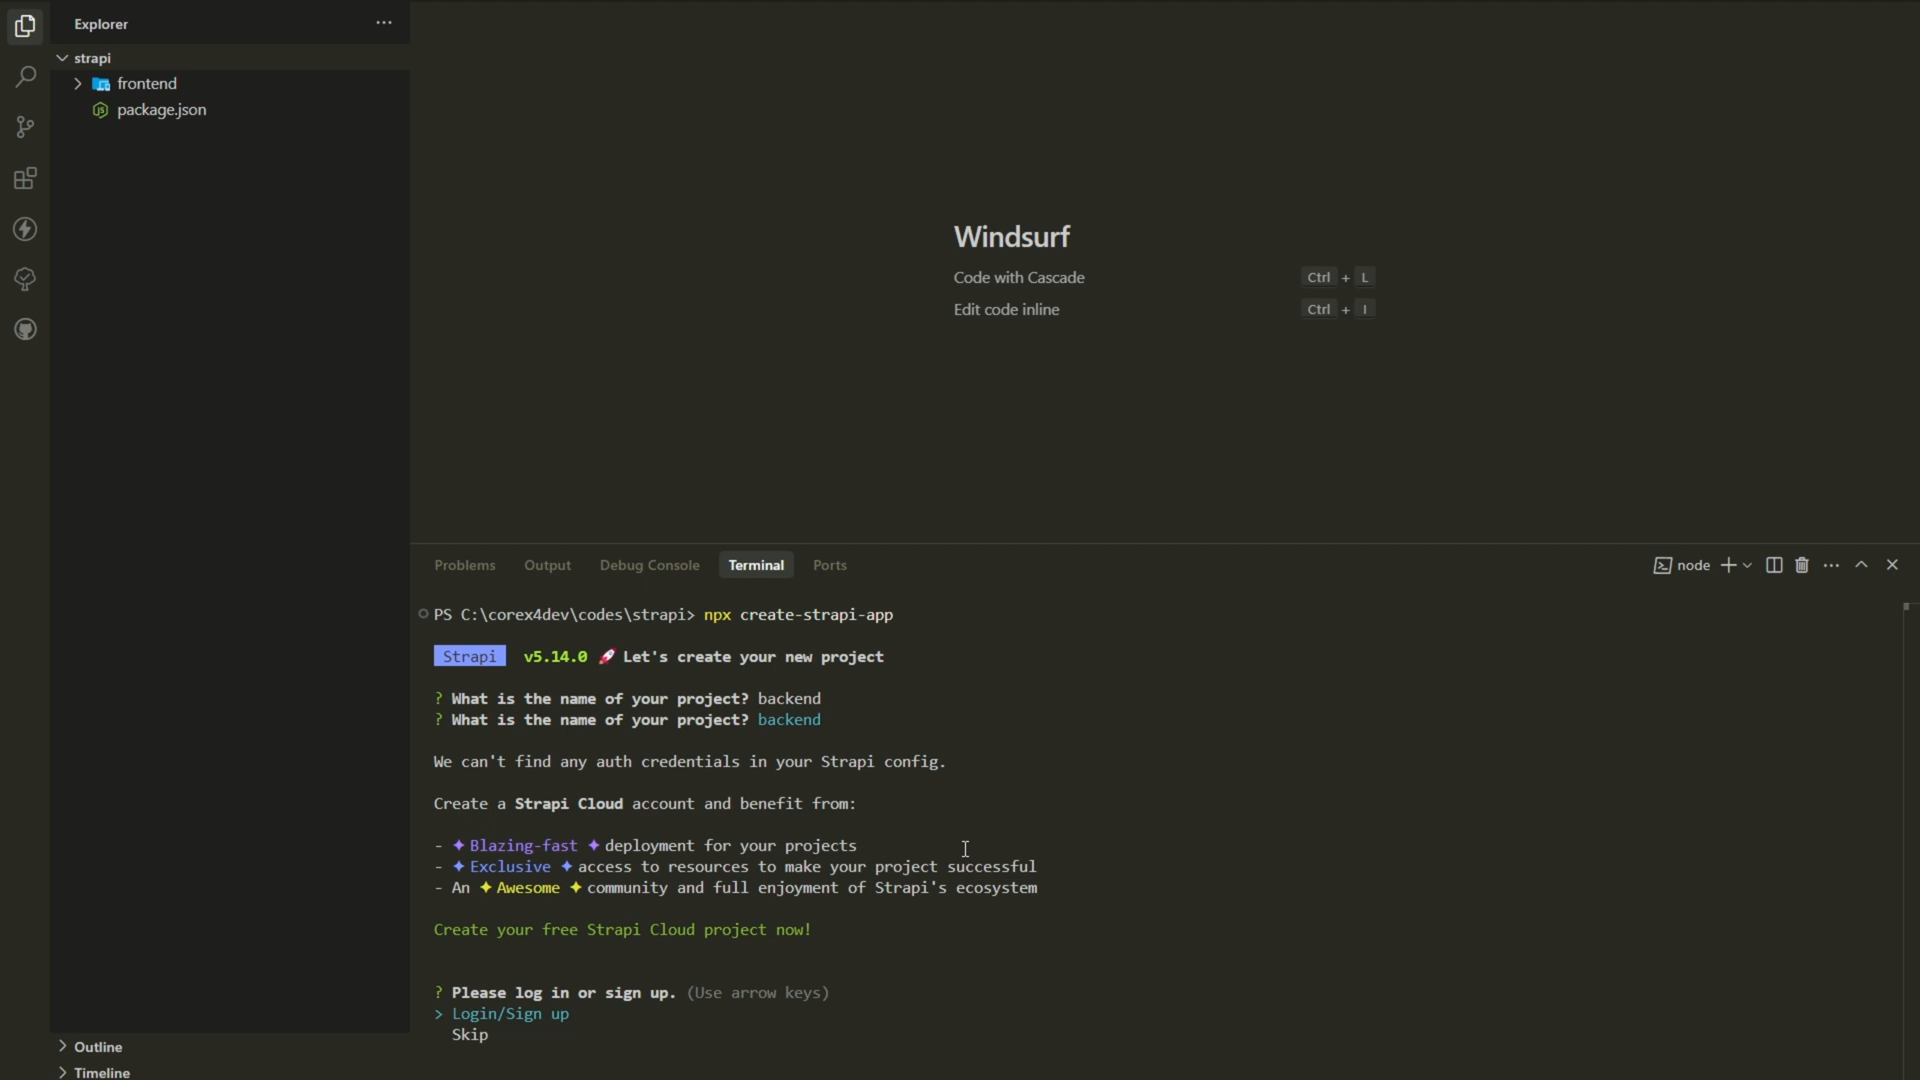 Explorer
strapi
frontend
package.json
Outline
Timeline
Windsurf
Code with Cascade Ctrl + L
Edit code inline Ctrl + I
Problems Output Debug Console Terminal Ports node
PS C:\corex4dev\codes\strapi> npx create-strapi-app
Strapi v5.14.0 🚀 Let's create your new project
? What is the name of your project? backend
? What is the name of your project? backend
We can't find any auth credentials in your Strapi config.
Create a Strapi Cloud account and benefit from:
- ✦ Blazing-fast ✦ deployment for your projects
- ✦ Exclusive ✦ access to resources to make your project successful
- An ✦ Awesome ✦ community and full enjoyment of Strapi's ecosystem
Create your free Strapi Cloud project now!
? Please log in or sign up. (Use arrow keys)
> Login/Sign up
Skip